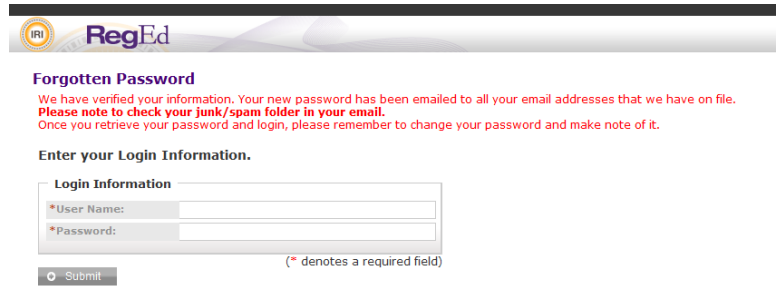 IRI
RegEd
Forgotten Password
We have verified your information. Your new password has been emailed to all your email addresses that we have on file.
Please note to check your junk/spam folder in your email.
Once you retrieve your password and login, please remember to change your password and make note of it.
Enter your Login Information.
Login Information
*User Name:
*Password:
(* denotes a required field)
Submit